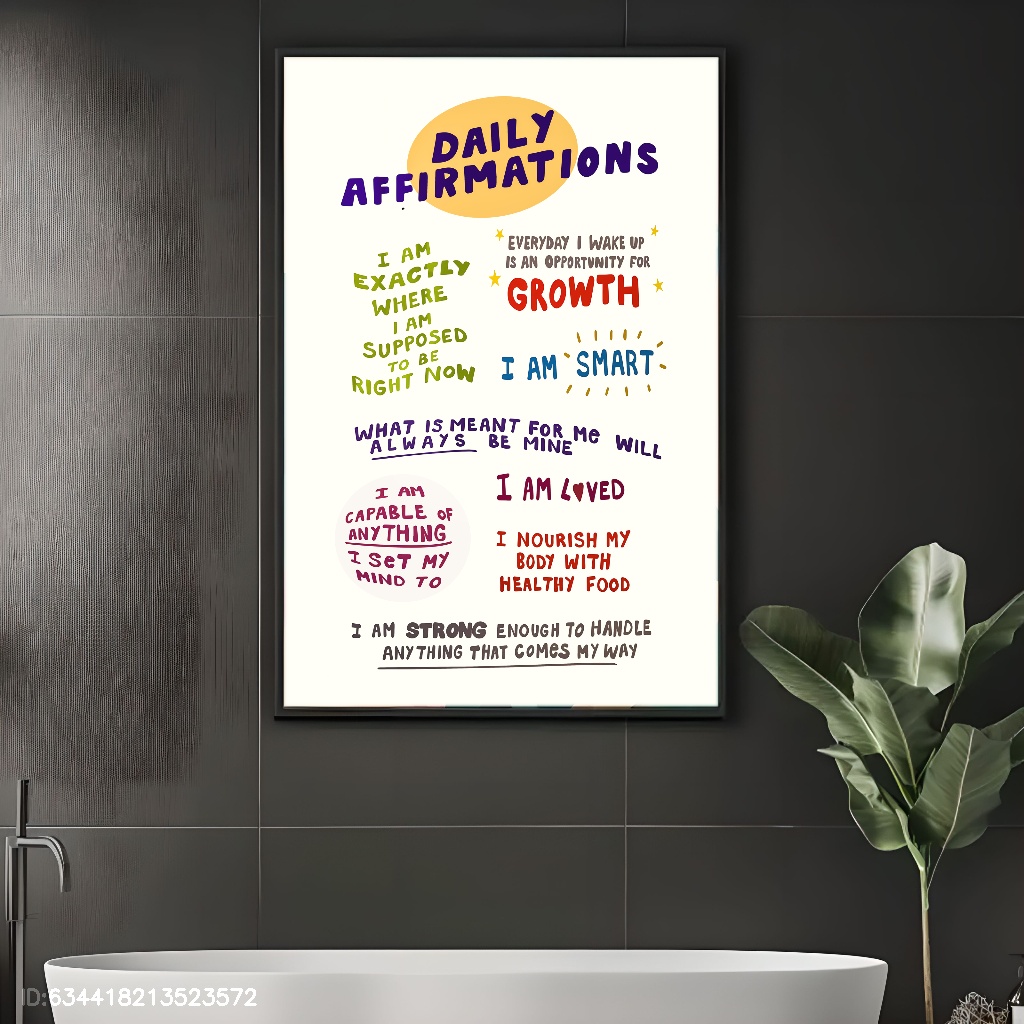 DAILY
AFFIRMATIONS
I AM
EXACTLY
WHERE
I AM
SUPPOSED
TO BE
RIGHT NOW
EVERYDAY I WAKE UP
IS AN OPPORTUNITY FOR
GROWTH
I AM SMART
WHAT IS MEANT FOR Me WILL
ALWAYS BE MINE
I AM
CAPABLE OF
ANYTHING
I SeT MY
MIND TO
I AM LOVED
I NOURISH MY
BODY WITH
HEALTHY FOOD
I AM STRONG ENOUGH TO HANDLE
ANYTHING THAT COMeS MY WAY
ID:634418213523572